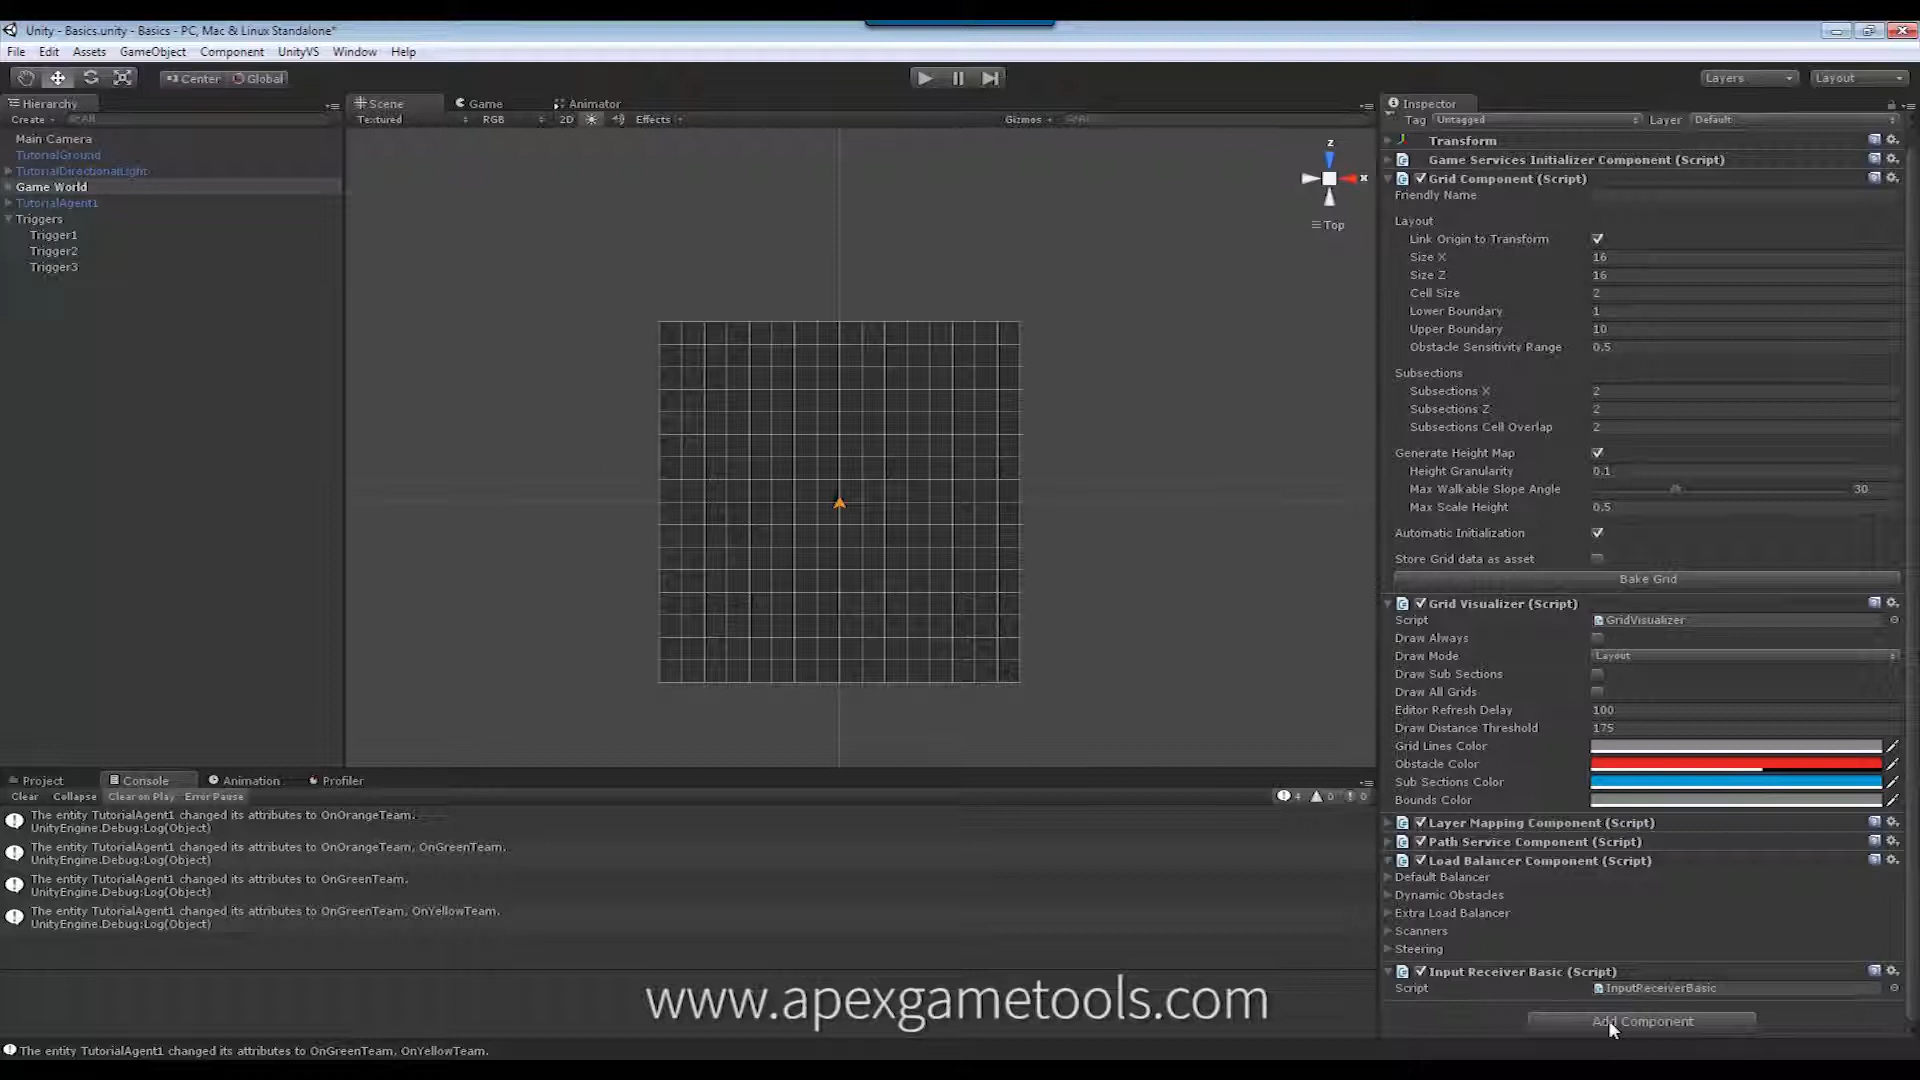 Unity - Basics.unity - Basics - PC, Mac & Linux Standalone*
File Edit Assets GameObject Component UnityVS Window Help
Center Global Layers Layout
Hierarchy
Create
Main Camera
TutorialGround
TutorialDirectionalLight
Game World
TutorialAgent1
Triggers
Trigger1
Trigger2
Trigger3
Scene Game Animator
Textured RGB 2D Effects Gizmos
z
x
Top
Inspector
Tag Untagged Layer Default
Transform
Game Services Initializer Component (Script)
Grid Component (Script)
Friendly Name
Layout
Link Origin to Transform
Size X 16
Size Z 16
Cell Size 2
Lower Boundary 1
Upper Boundary 10
Obstacle Sensitivity Range 0.5
Subsections
Subsections X 2
Subsections Z 2
Subsections Cell Overlap 2
Generate Height Map
Height Granularity 0.1
Max Walkable Slope Angle 30
Max Scale Height 0.5
Automatic Initialization
Store Grid data as asset
Bake Grid
Grid Visualizer (Script)
Script GridVisualizer
Draw Always
Draw Mode Layout
Draw Sub Sections
Draw All Grids
Editor Refresh Delay 100
Draw Distance Threshold 175
Grid Lines Color
Obstacle Color
Sub Sections Color
Bounds Color
Layer Mapping Component (Script)
Path Service Component (Script)
Load Balancer Component (Script)
Default Balancer
Dynamic Obstacles
Extra Load Balancer
Scanners
Steering
Input Receiver Basic (Script)
Script InputReceiverBasic
Add Component
Project Console Animation Profiler
Clear Collapse Clear on Play Error Pause 4 0 0
The entity TutorialAgent1 changed its attributes to OnOrangeTeam.
UnityEngine.Debug:Log(Object)
The entity TutorialAgent1 changed its attributes to OnOrangeTeam, OnGreenTeam.
UnityEngine.Debug:Log(Object)
The entity TutorialAgent1 changed its attributes to OnGreenTeam.
UnityEngine.Debug:Log(Object)
The entity TutorialAgent1 changed its attributes to OnGreenTeam, OnYellowTeam.
UnityEngine.Debug:Log(Object)
www.apexgametools.com
The entity TutorialAgent1 changed its attributes to OnGreenTeam, OnYellowTeam.